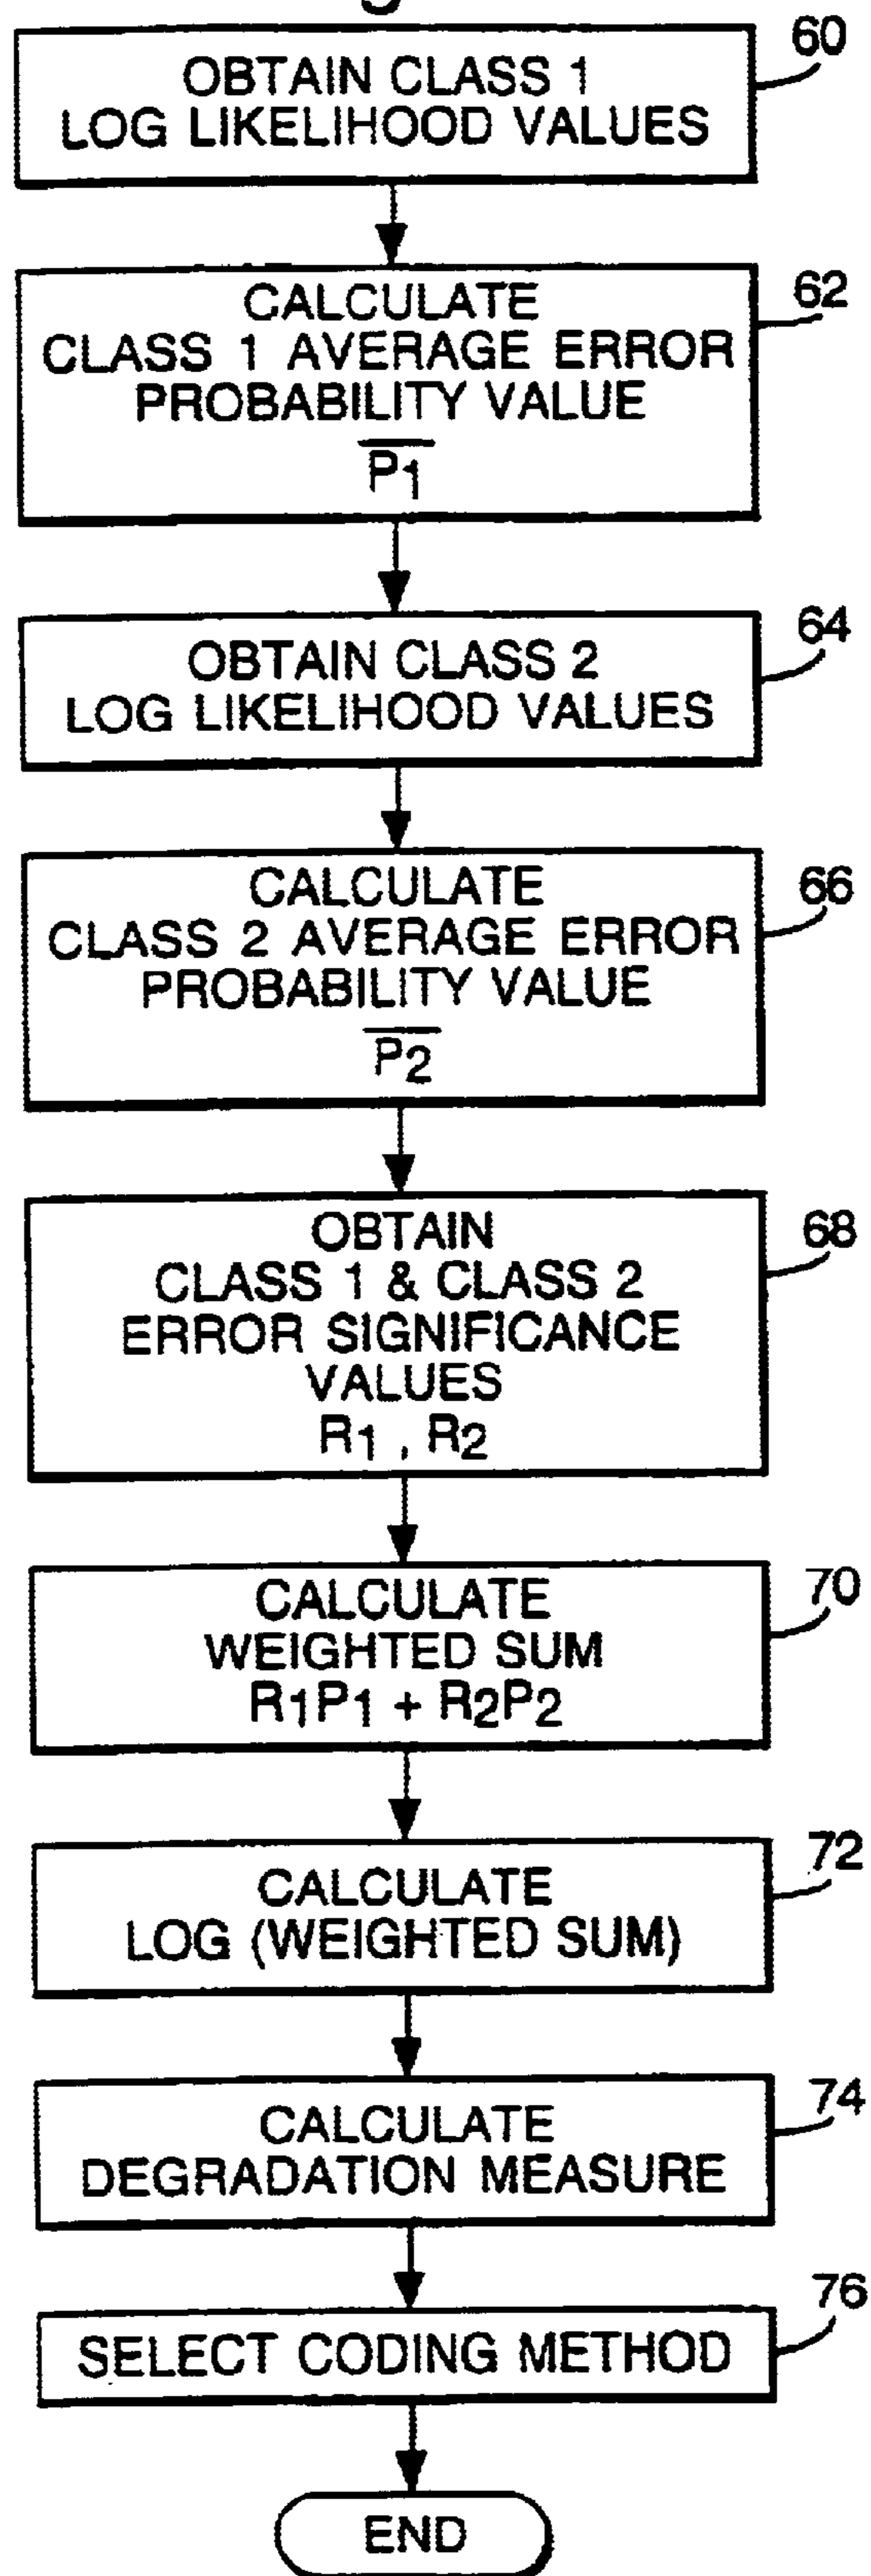 60
OBTAIN CLASS 1
LOG LIKELIHOOD VALUES
62
CALCULATE
CLASS 1 AVERAGE ERROR
PROBABILITY VALUE
P̅1
64
OBTAIN CLASS 2
LOG LIKELIHOOD VALUES
66
CALCULATE
CLASS 2 AVERAGE ERROR
PROBABILITY VALUE
P̅2
68
OBTAIN
CLASS 1 & CLASS 2
ERROR SIGNIFICANCE
VALUES
R1 , R2
70
CALCULATE
WEIGHTED SUM
R1P1 + R2P2
72
CALCULATE
LOG (WEIGHTED SUM)
74
CALCULATE
DEGRADATION MEASURE
76
SELECT CODING METHOD
END